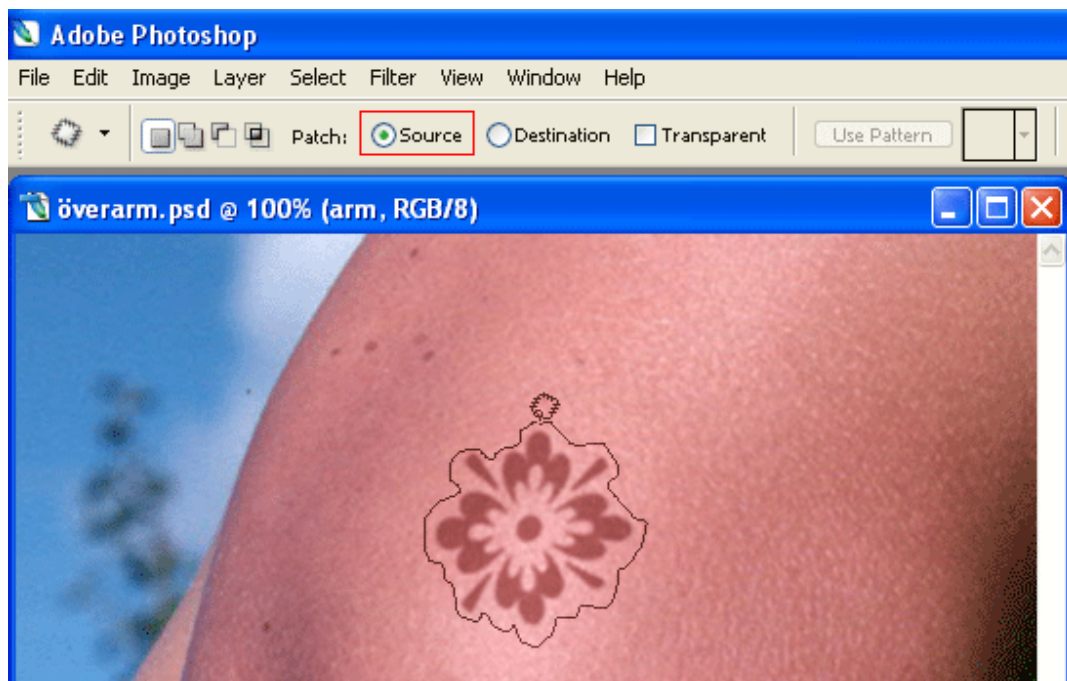 Adobe Photoshop
File Edit Image Layer Select Filter View Window Help
Patch: Source Destination Transparent Use Pattern
överarm.psd @ 100% (arm, RGB/8)